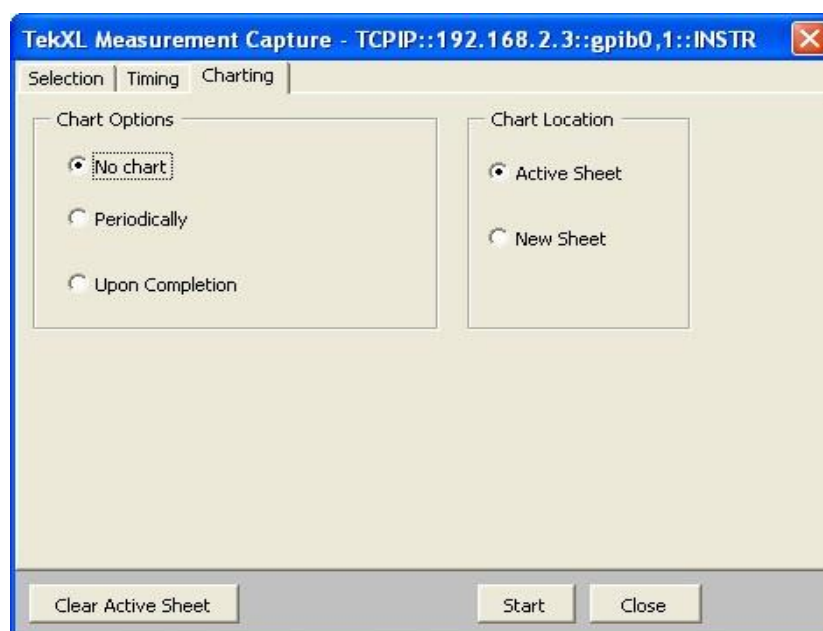 TekXL Measurement Capture - TCPIP::192.168.2.3::gpib0,1::INSTR
Selection Timing Charting
Chart Options
No chart
Periodically
Upon Completion
Chart Location
Active Sheet
New Sheet
Clear Active Sheet Start Close